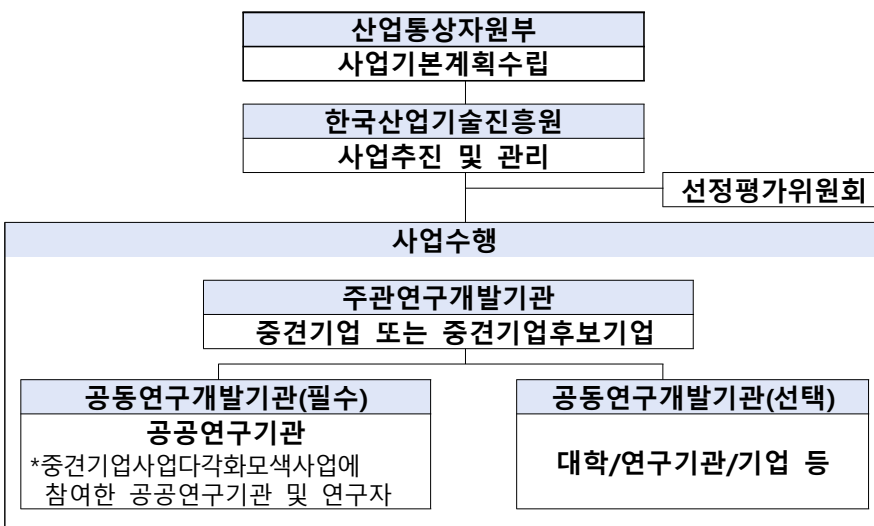 산업통상자원부
사업기본계획수립
한국산업기술진흥원
사업추진 및 관리
선정평가위원회
사업수행
주관연구개발기관
중견기업 또는 중견기업후보기업
공동연구개발기관(필수)
공공연구기관
*중견기업사업다각화모색사업에
참여한 공공연구기관 및 연구자
공동연구개발기관(선택)
대학/연구기관/기업 등